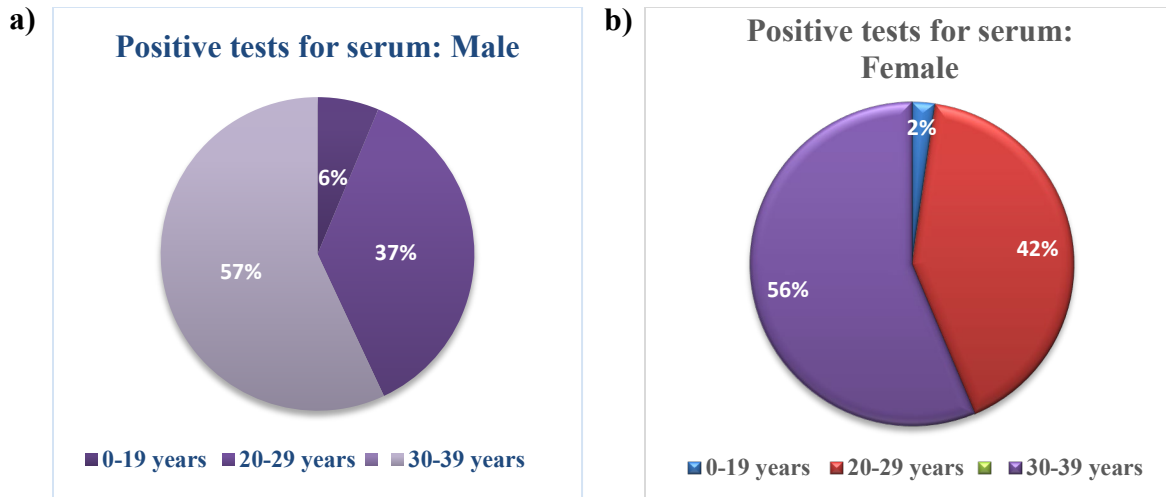 a)
Positive tests for serum: Male
6%
37%
57%
0-19 years 20-29 years 30-39 years
b)
Positive tests for serum:
Female
2%
42%
56%
0-19 years 20-29 years 30-39 years